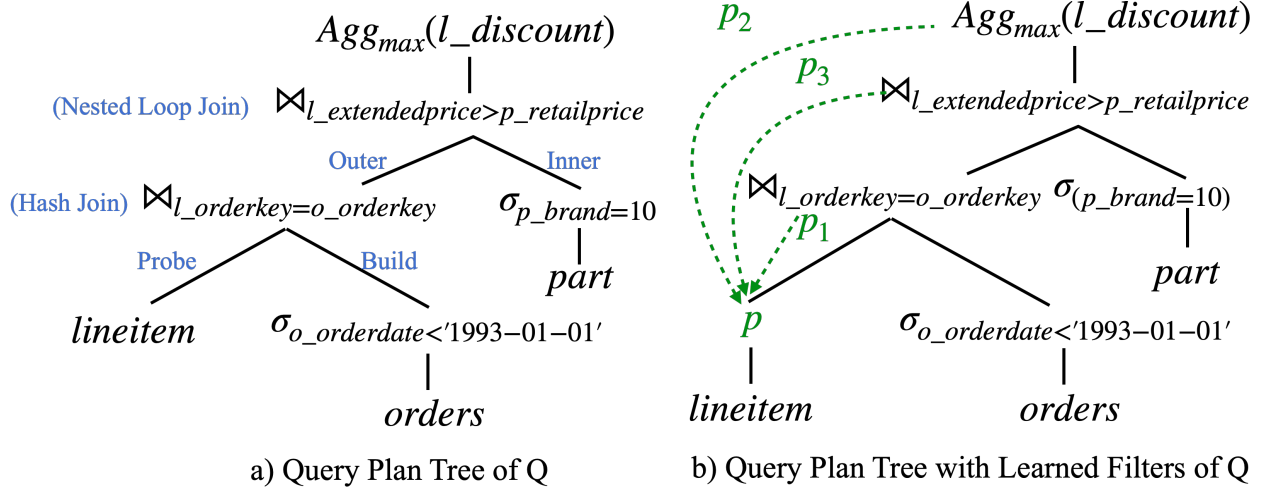 Agg_max(l_discount)
(Nested Loop Join) ⋈_l_extendedprice>p_retailprice
Outer Inner
(Hash Join) ⋈_l_orderkey=o_orderkey σ_p_brand=10
Probe Build
part
lineitem σ_o_orderdate<'1993−01−01'
orders
a) Query Plan Tree of Q
p_2 Agg_max(l_discount)
p_3 ⋈_l_extendedprice>p_retailprice
⋈_l_orderkey=o_orderkey σ_(p_brand=10)
p_1
part
p σ_o_orderdate<'1993−01−01'
lineitem orders
b) Query Plan Tree with Learned Filters of Q